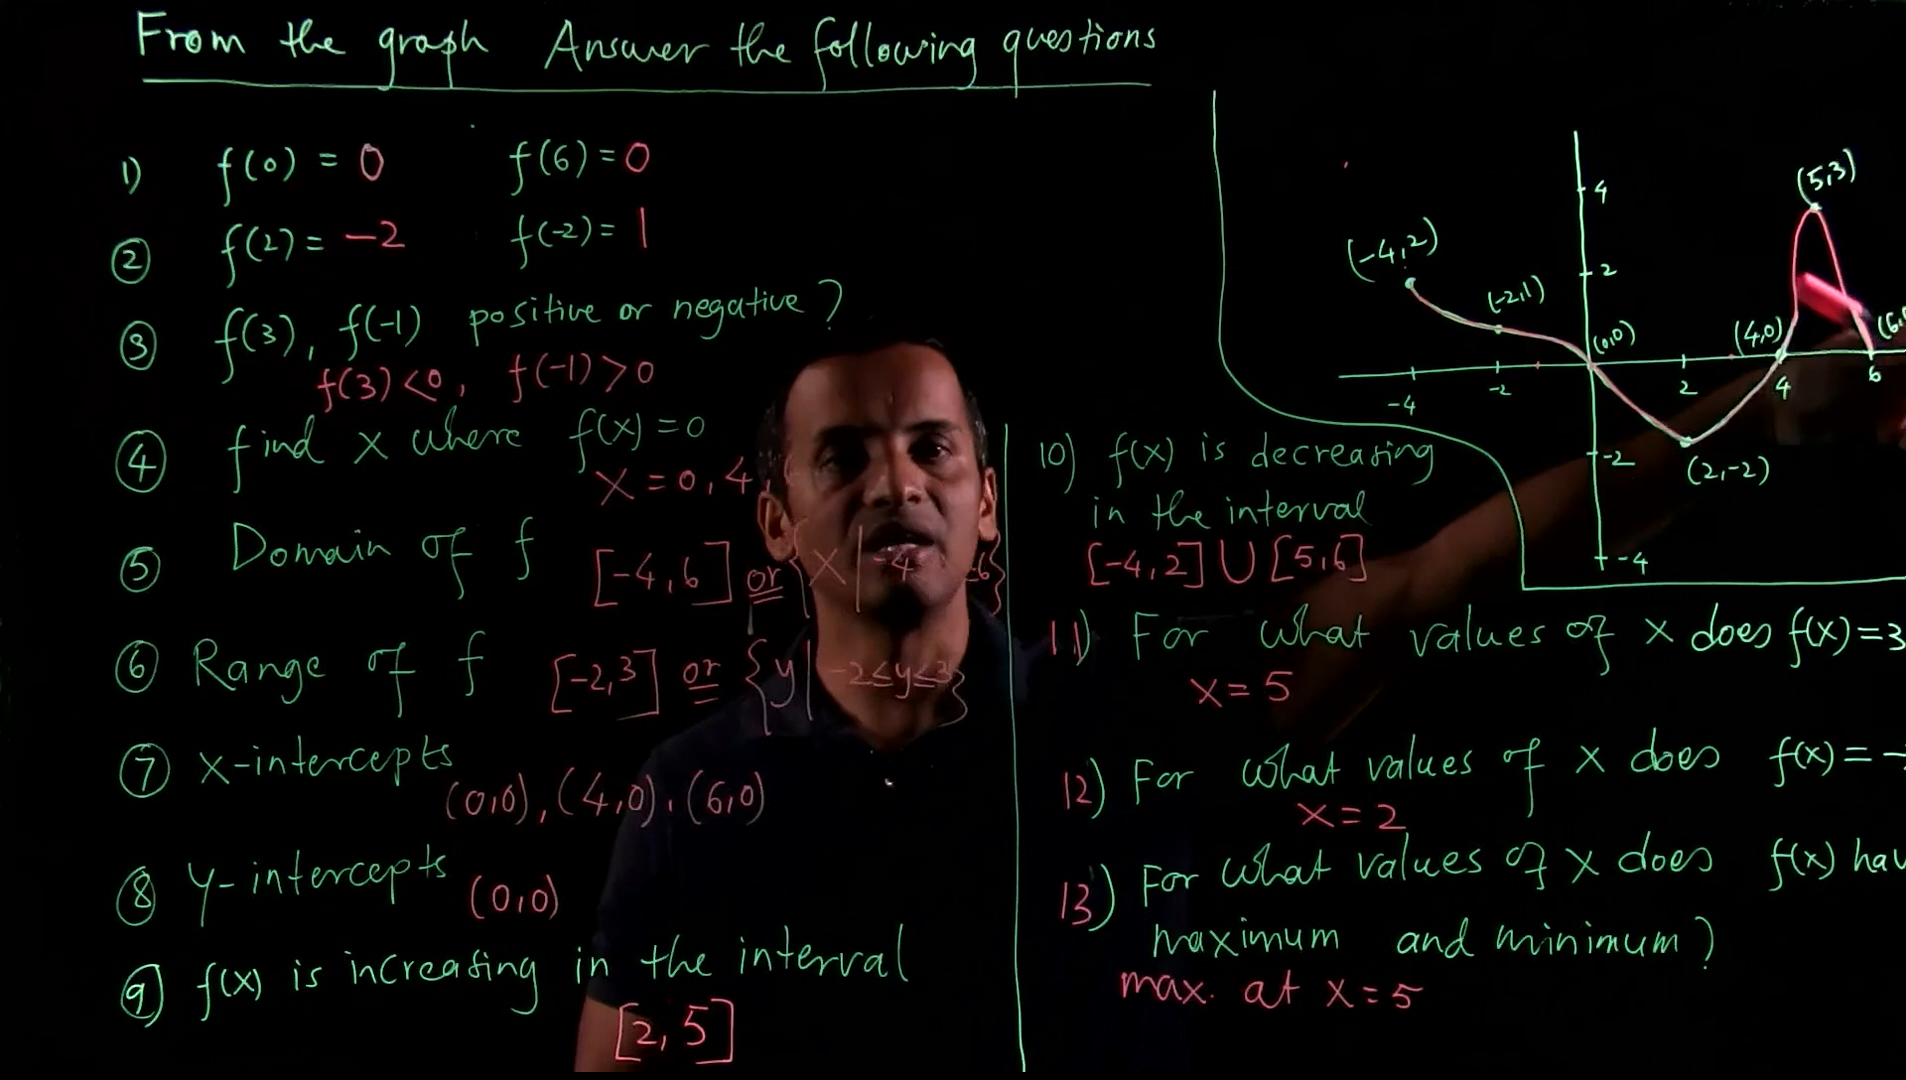 From the graph Answer the following questions
1) f(0) = 0 f(6) = 0
② f(2) = -2 f(-2) = 1
③ f(3), f(-1) positive or negative?
f(3) < 0, f(-1) > 0
④ find x where f(x) = 0
x = 0, 4,
⑤ Domain of f [-4, 6] or {x | -4 ≤ 6}
⑥ Range of f [-2, 3] or {y | -2 ≤ y ≤ 3}
⑦ x-intercepts
(0,0), (4,0), (6,0)
⑧ y-intercepts (0,0)
⑨ f(x) is increasing in the interval
[2, 5]
10) f(x) is decreasing
in the interval
[-4, 2] ∪ [5, 6]
11) For what values of x does f(x) = 3
x = 5
12) For what values of x does f(x) = -
x = 2
13) For what values of x does f(x)
maximum and minimum?
max. at x = 5
4
(5,3)
(-4,2)
2
(-2,1)
(0,0)
(4,0)
-4
-2
2
4
6
-2
(2,-2)
-4